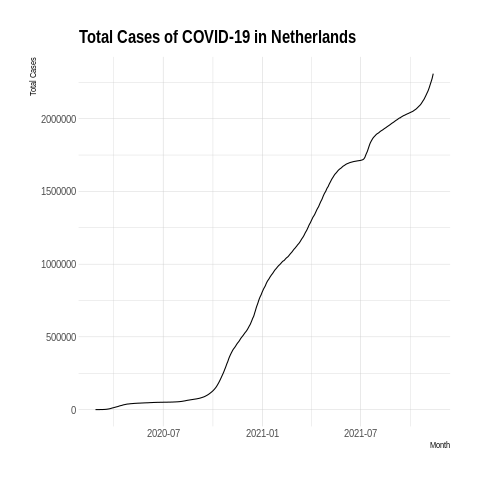 Total Cases of COVID-19 in Netherlands
Total Cases
2000000
1500000
1000000
500000
0
2020-07 2021-01 2021-07
Month